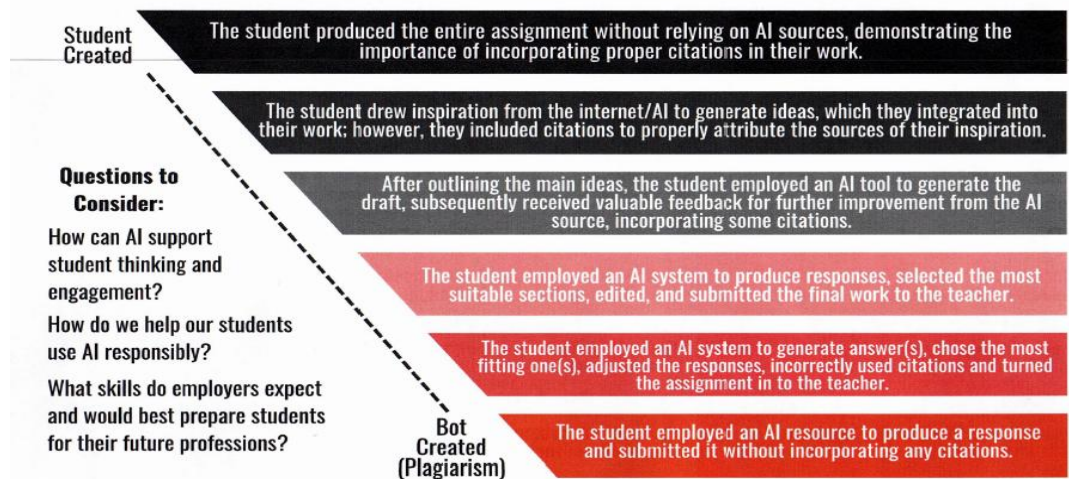 Student
Created
The student produced the entire assignment without relying on AI sources, demonstrating the
importance of incorporating proper citations in their work.
The student drew inspiration from the internet/AI to generate ideas, which they integrated into
their work; however, they included citations to properly attribute the sources of their inspiration.
After outlining the main ideas, the student employed an AI tool to generate the
draft, subsequently received valuable feedback for further improvement from the AI
source, incorporating some citations.
The student employed an AI system to produce responses, selected the most
suitable sections, edited, and submitted the final work to the teacher.
The student employed an AI system to generate answer(s), chose the most
fitting one(s), adjusted the responses, incorrectly used citations and turned
the assignment in to the teacher.
The student employed an AI resource to produce a response
and submitted it without incorporating any citations.
Bot
Created
(Plagiarism)
Questions to
Consider:
How can AI support
student thinking and
engagement?
How do we help our students
use AI responsibly?
What skills do employers expect
and would best prepare students
for their future professions?